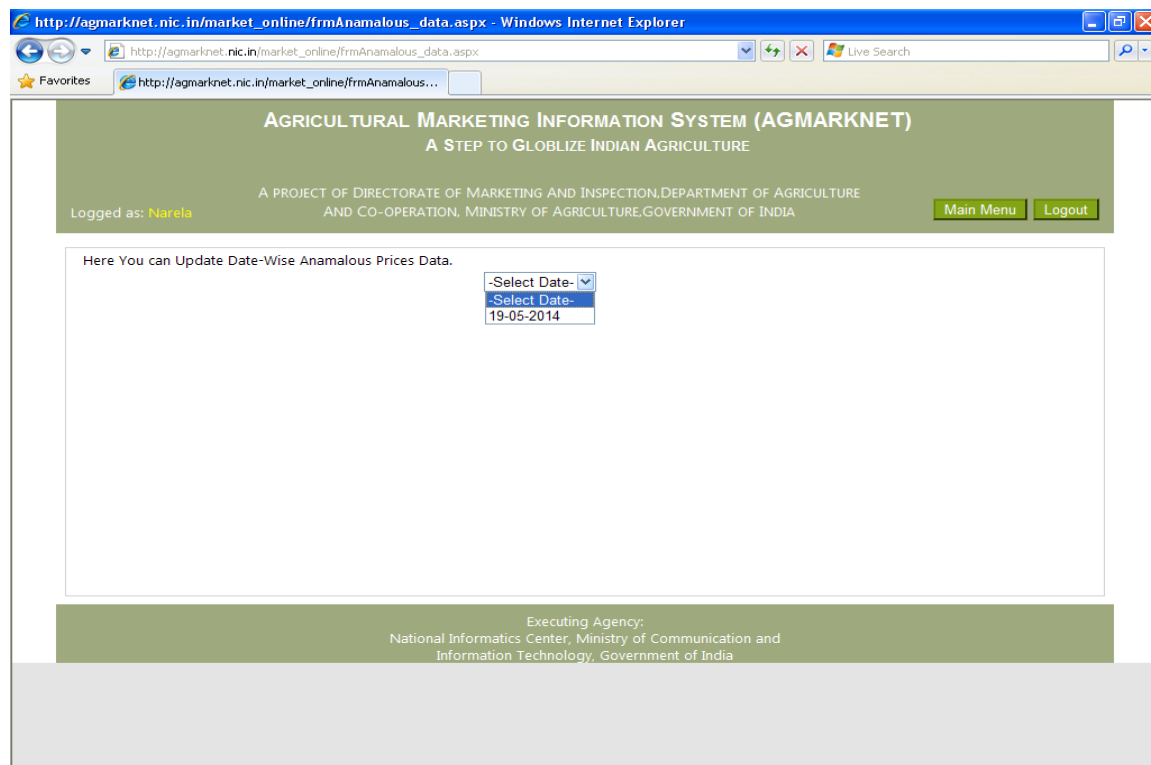 http://agmarknet.nic.in/market_online/frmAnamalous_data.aspx - Windows Internet Explorer
http://agmarknet.nic.in/market_online/frmAnamalous_data.aspx
Live Search
Favorites
http://agmarknet.nic.in/market_online/frmAnamalous...
AGRICULTURAL MARKETING INFORMATION SYSTEM (AGMARKNET)
A STEP TO GLOBLIZE INDIAN AGRICULTURE
A PROJECT OF DIRECTORATE OF MARKETING AND INSPECTION,DEPARTMENT OF AGRICULTURE
AND CO-OPERATION, MINISTRY OF AGRICULTURE,GOVERNMENT OF INDIA
Logged as: Narela
Main Menu
Logout
Here You can Update Date-Wise Anamalous Prices Data.
-Select Date-
-Select Date-
19-05-2014
Executing Agency:
National Informatics Center, Ministry of Communication and
Information Technology, Government of India